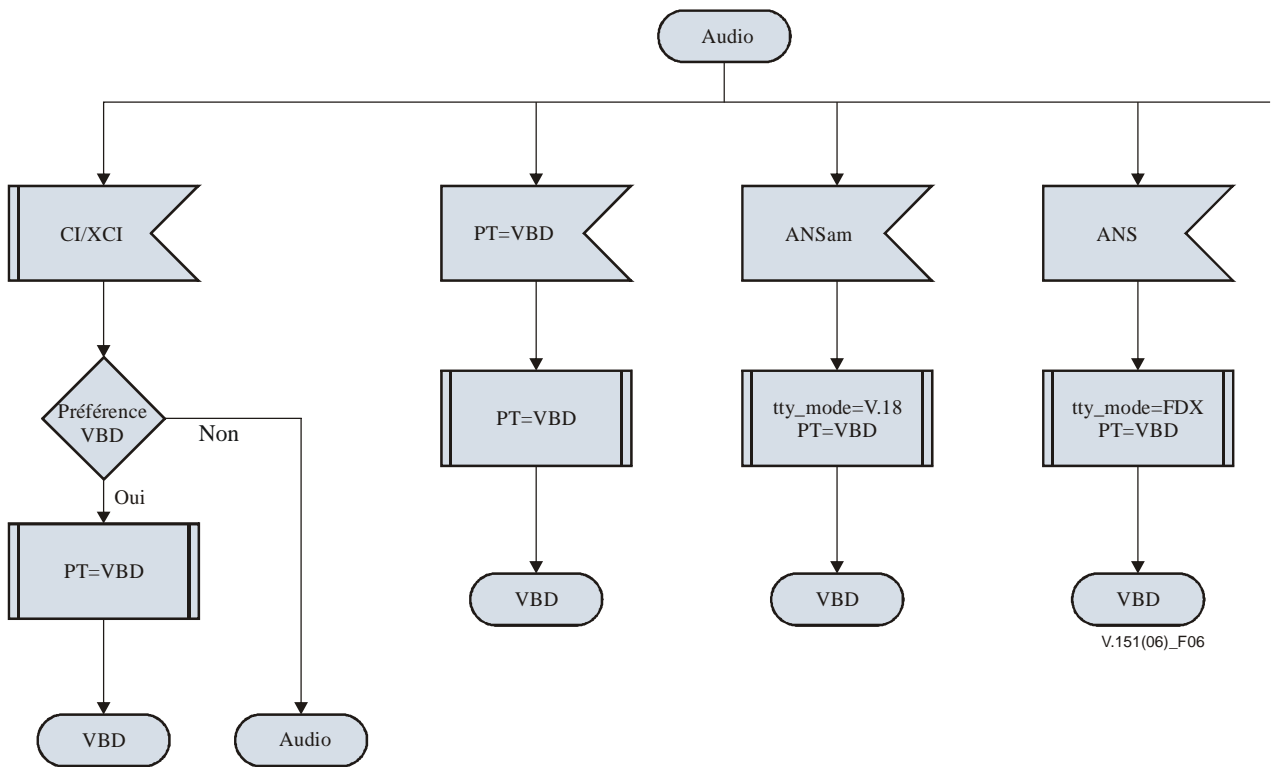 Audio
CI/XCI
PT=VBD
ANSam
ANS
Préférence
VBD
Non
Oui
PT=VBD
tty_mode=V.18
PT=VBD
tty_mode=FDX
PT=VBD
PT=VBD
VBD
VBD
VBD
V.151(06)_F06
VBD
Audio